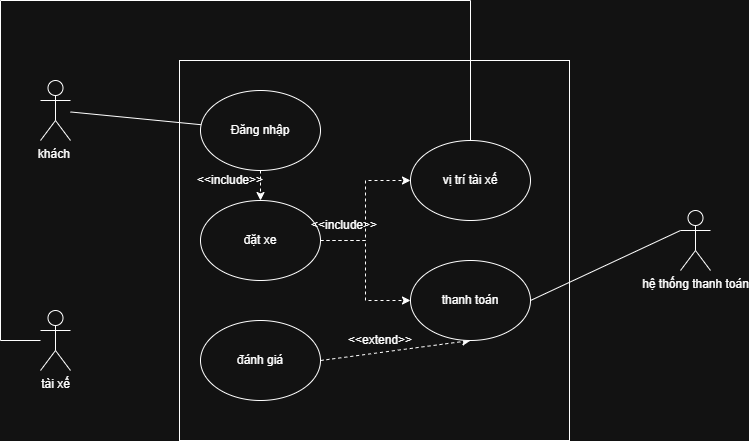 Đăng nhập
khách
<<include>>
vị trí tài xế
<<include>>
đặt xe
hệ thống thanh toán
thanh toán
<<extend>>
đánh giá
tài xế